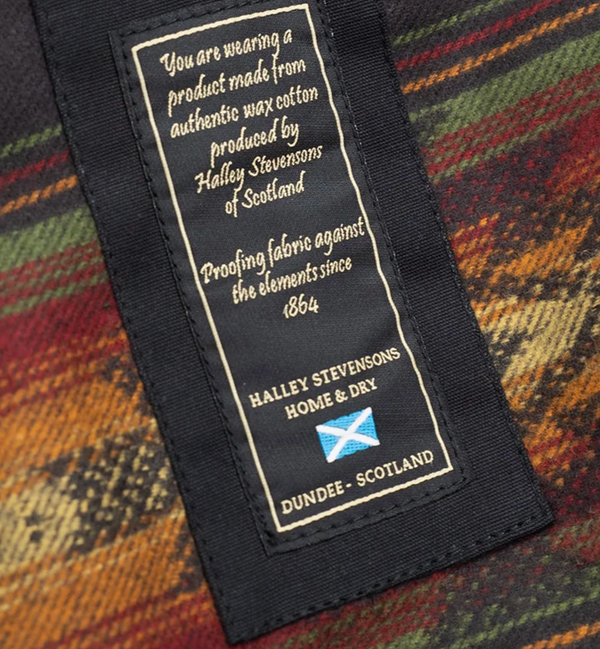 You are wearing a
product made from
authentic wax cotton
produced by
Halley Stevensons
of Scotland
Proofing fabric against
the elements since
1864
HALLEY STEVENSONS
HOME & DRY
DUNDEE - SCOTLAND